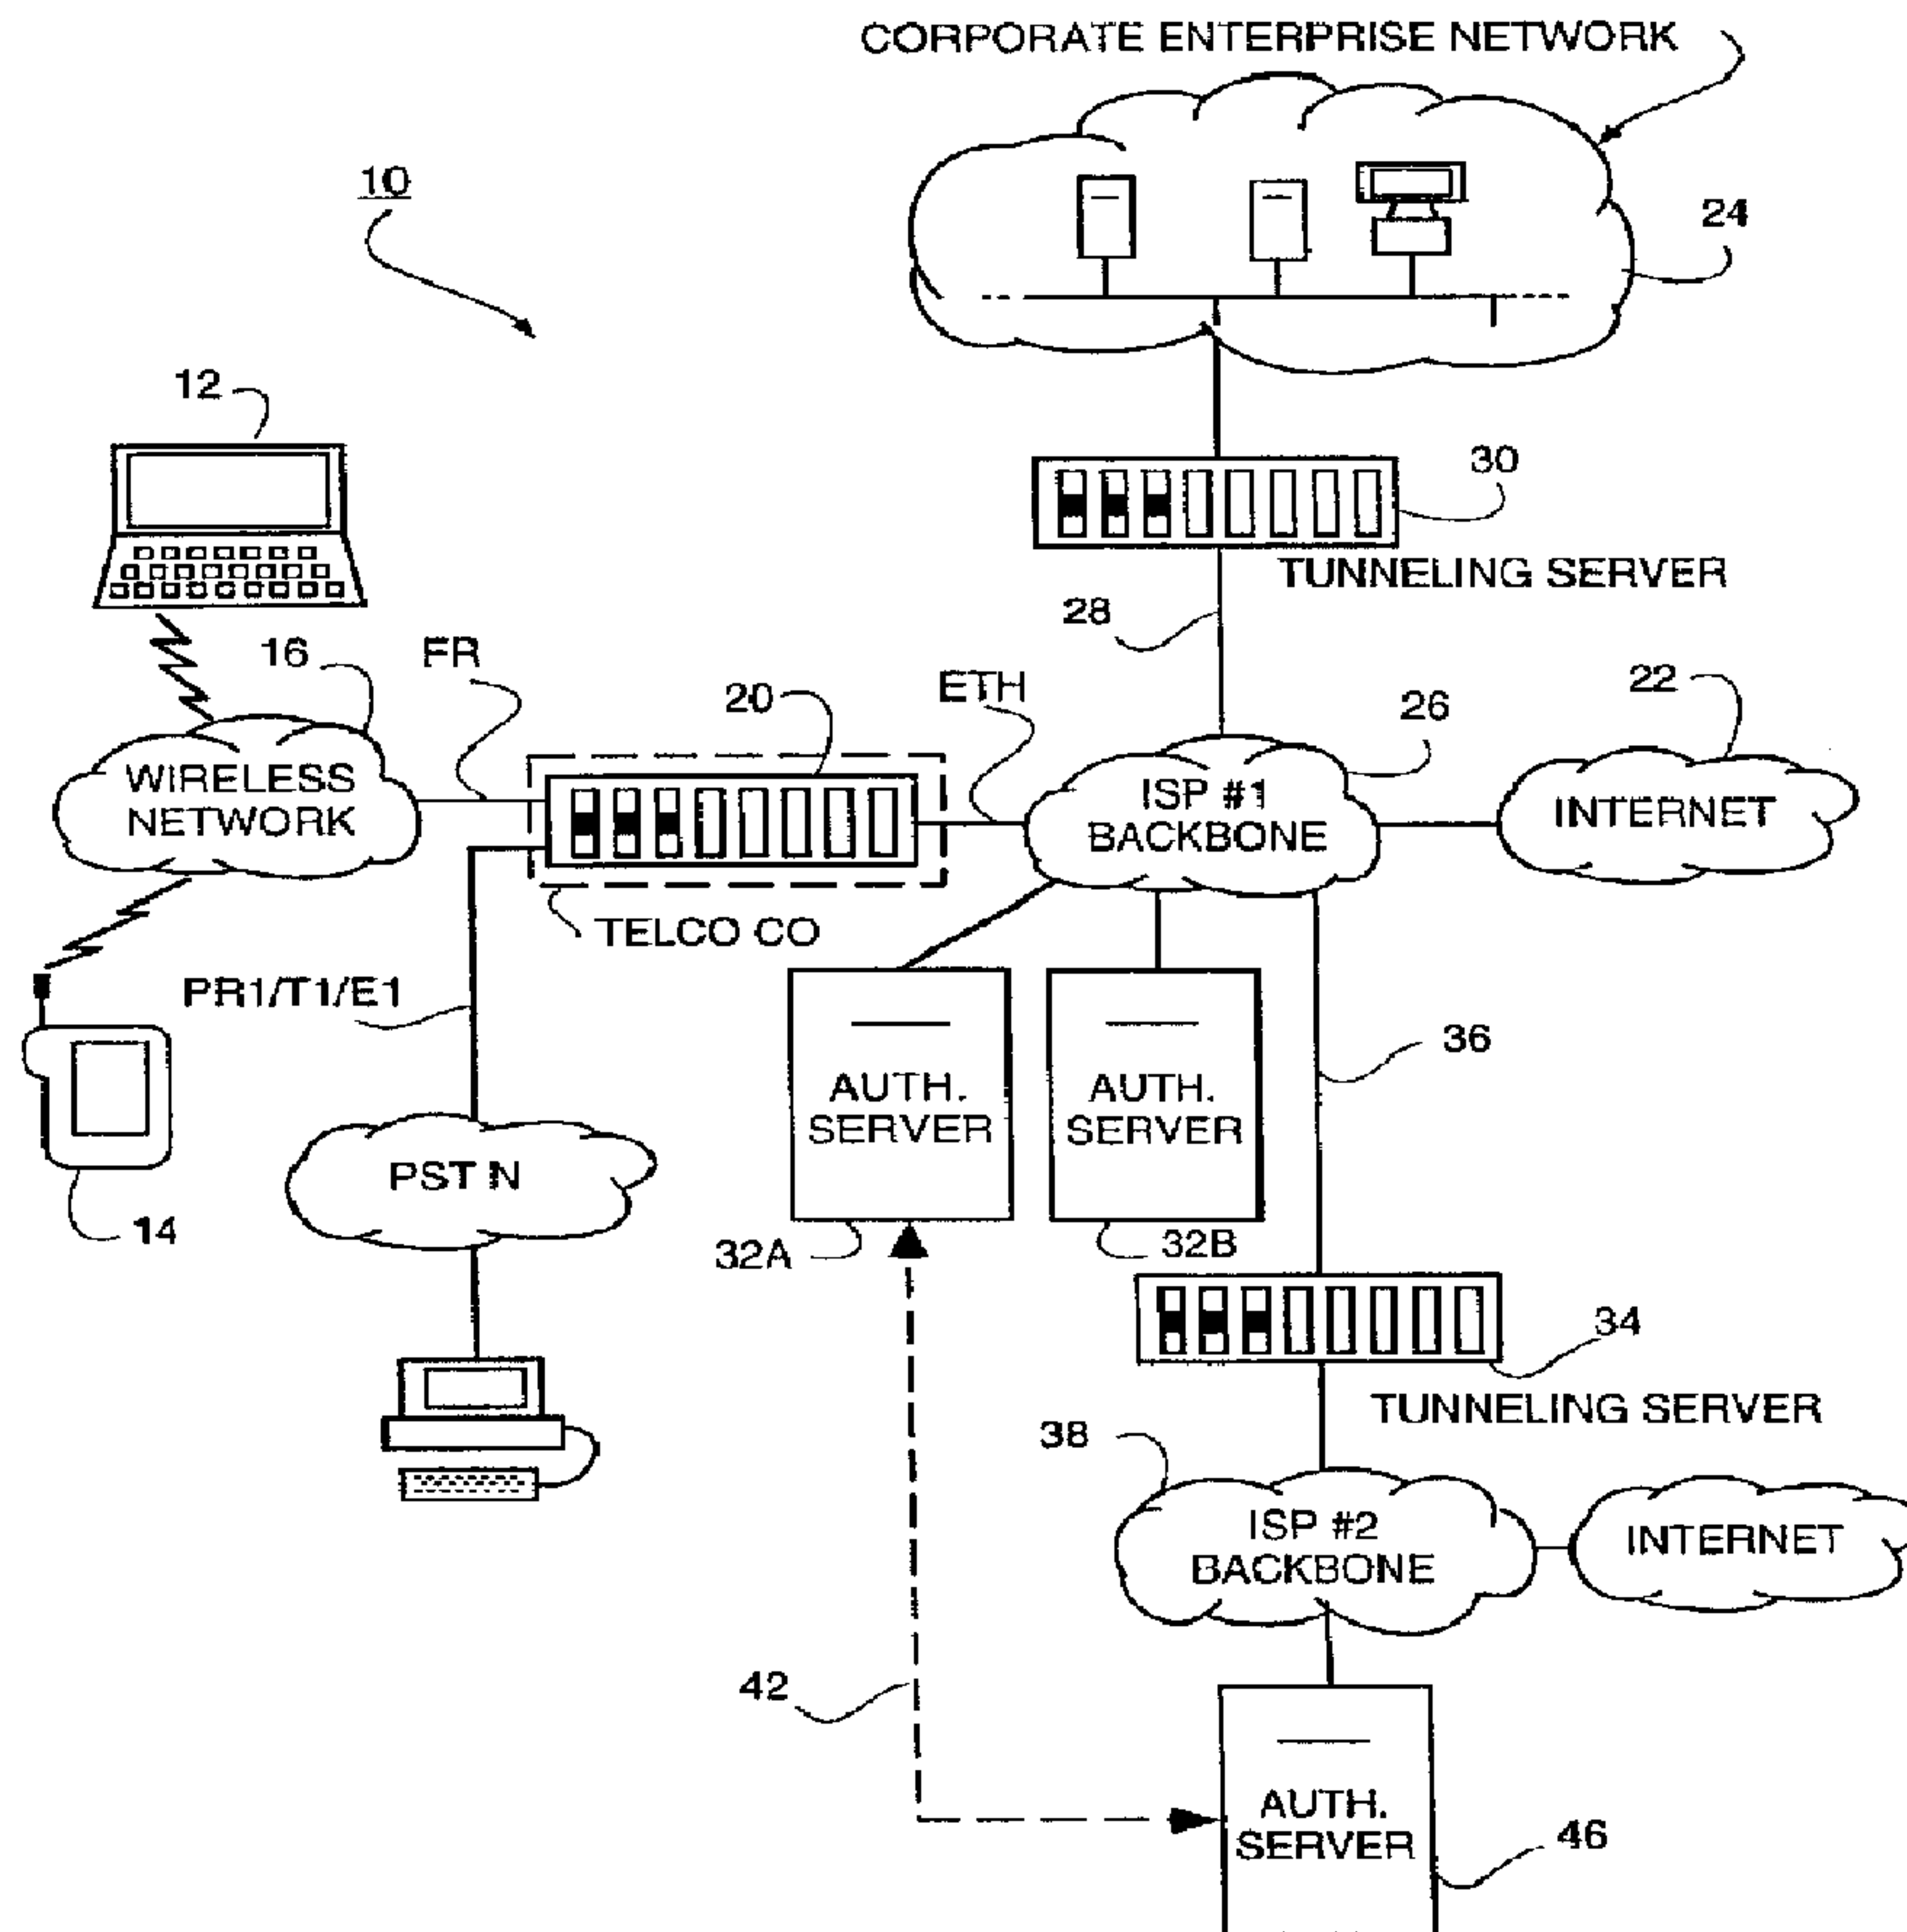 CORPORATE ENTERPRISE NETWORK
10
24
12
30
TUNNELING SERVER
28
16
FR
20
ETH
26
22
WIRELESS
NETWORK
ISP #1
BACKBONE
INTERNET
TELCO CO
PR1/T1/E1
36
AUTH.
SERVER
AUTH.
SERVER
PSTN
14
32A
32B
34
TUNNELING SERVER
38
ISP #2
BACKBONE
INTERNET
42
AUTH.
SERVER
46